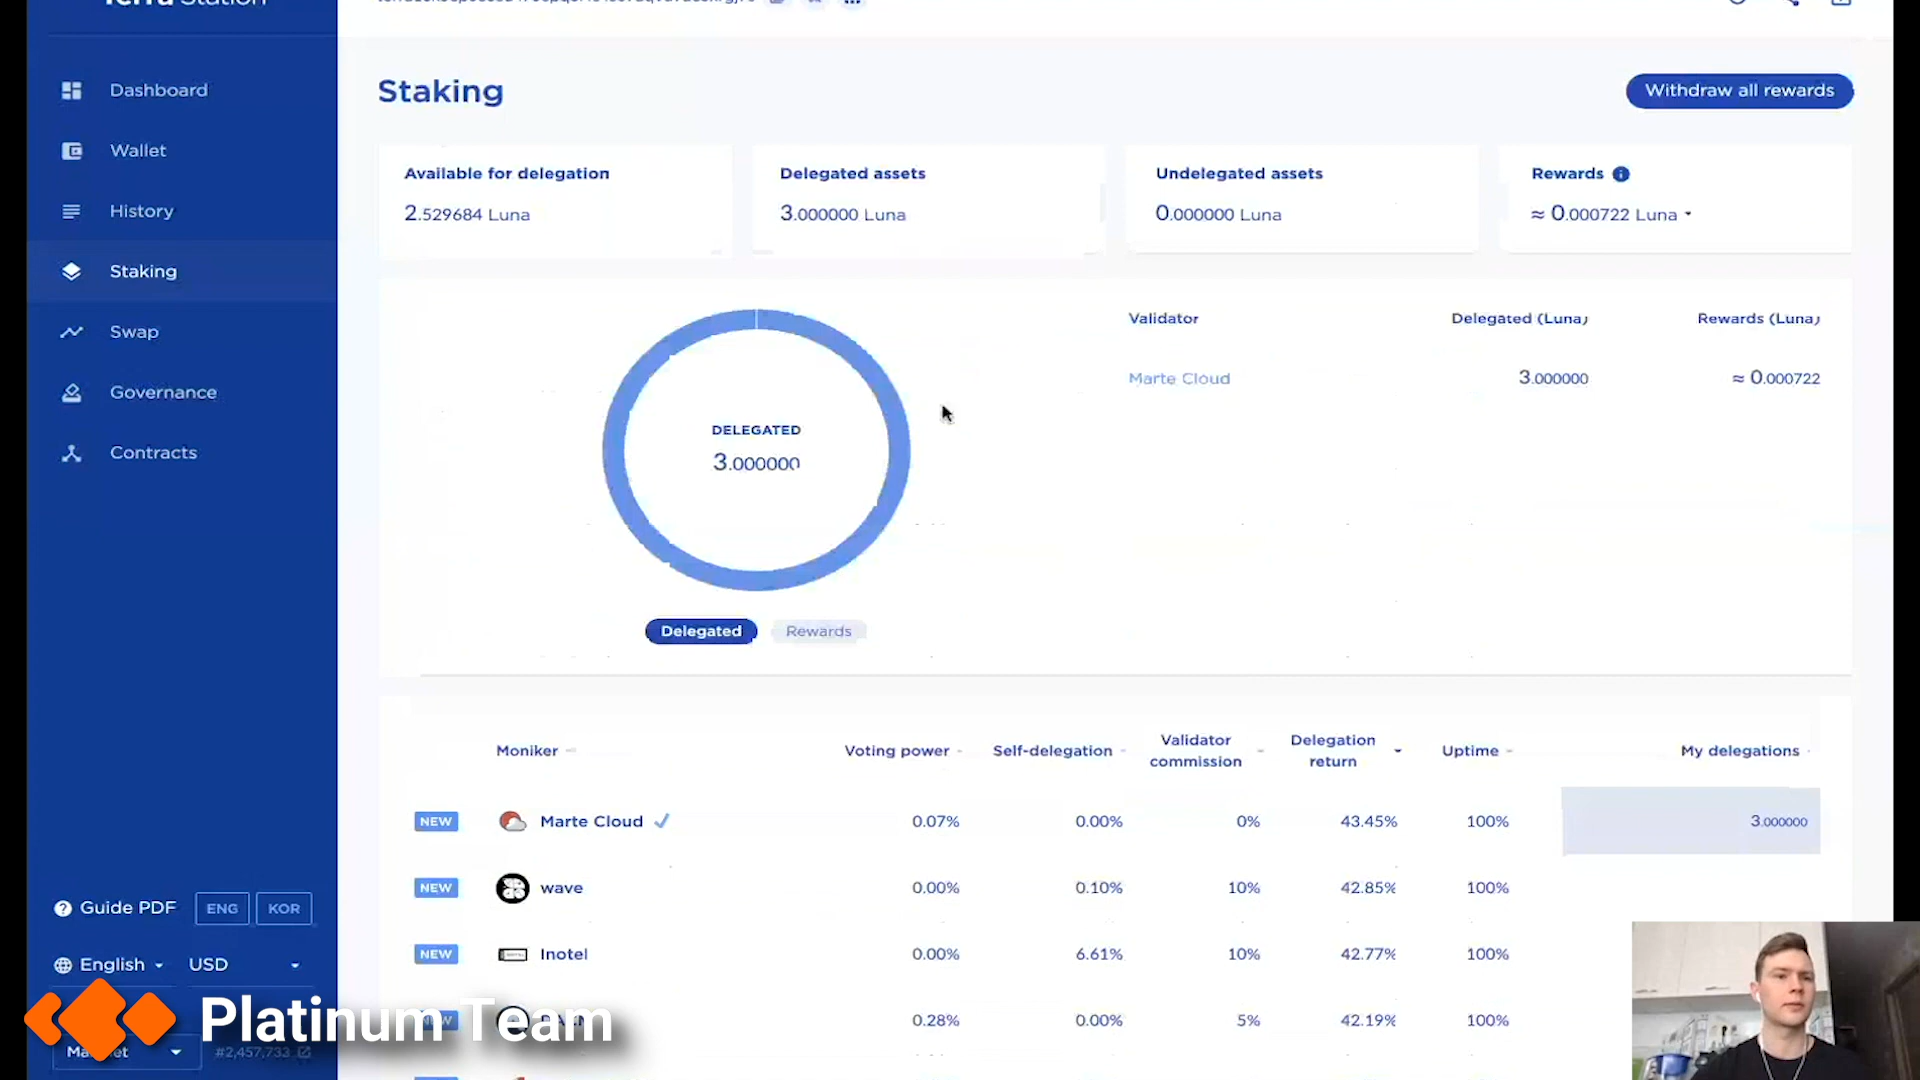 Terra Station
Dashboard
Wallet
History
Staking
Swap
Governance
Contracts
Guide PDF ENG KOR
English USD
#2,457,733
Platinum Team
Staking
Withdraw all rewards
Available for delegation
2.529684 Luna
Delegated assets
3.000000 Luna
Undelegated assets
0.000000 Luna
Rewards
≈ 0.000722 Luna
DELEGATED
3.000000
Delegated Rewards
Validator Delegated (Luna) Rewards (Luna)
Marte Cloud 3.000000 ≈ 0.000722
Moniker Voting power Self-delegation Validator commission Delegation return Uptime My delegations
NEW Marte Cloud 0.07% 0.00% 0% 43.45% 100% 3.000000
NEW wave 0.00% 0.10% 10% 42.85% 100%
NEW Inotel 0.00% 6.61% 10% 42.77% 100%
0.28% 0.00% 5% 42.19% 100%